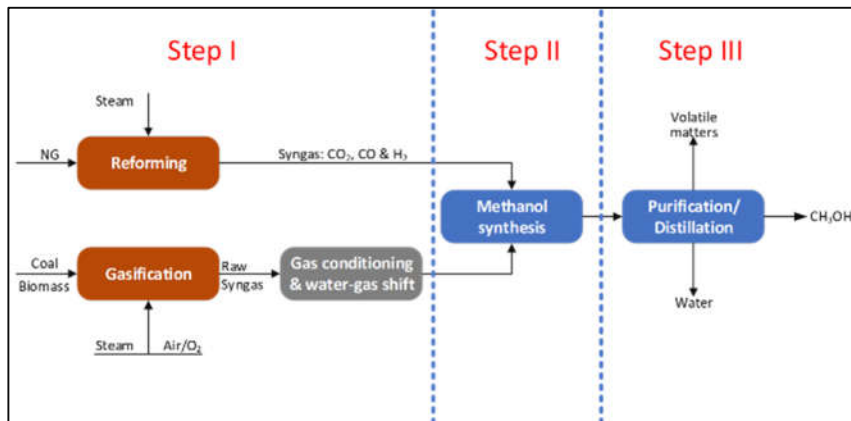 Step I
Step II
Step III
Steam
NG
Reforming
Syngas: CO₂, CO & H₂
Methanol
synthesis
Volatile
matters
Purification/
Distillation
CH₃OH
Water
Coal
Biomass
Gasification
Raw
Syngas
Gas conditioning
& water-gas shift
Steam
Air/O₂